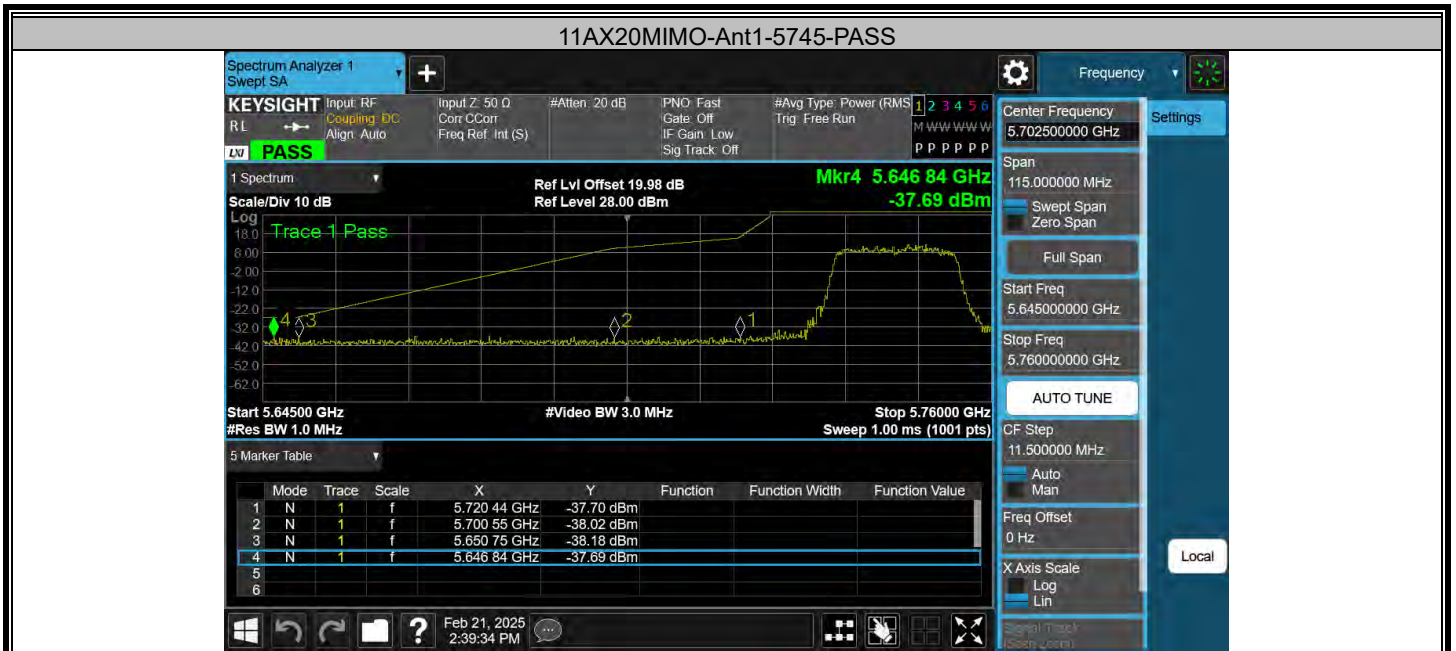 11AX20MIMO-Ant1-5745-PASS
Spectrum Analyzer 1
Swept SA
Frequency
KEYSIGHT
RL
LXI
PASS
Input: RF
Coupling: DC
Align: Auto
Input Z: 50 Ω
Corr CCorr
Freq Ref: Int (S)
#Atten: 20 dB
PNO: Fast
Gate: Off
IF Gain: Low
Sig Track: Off
#Avg Type: Power (RMS
Trig: Free Run
1 2 3 4 5 6
M W W W W W
P P P P P P
1 Spectrum
Scale/Div 10 dB
Ref Lvl Offset 19.98 dB
Ref Level 28.00 dBm
Mkr4 5.646 84 GHz
-37.69 dBm
Log
Trace 1 Pass
18.0
8.00
-2.00
-12.0
-22.0
-32.0
-42.0
-52.0
-62.0
4
3
2
1
Start 5.64500 GHz
#Res BW 1.0 MHz
#Video BW 3.0 MHz
Stop 5.76000 GHz
Sweep 1.00 ms (1001 pts)
5 Marker Table
Mode Trace Scale X Y Function Function Width Function Value
1 N 1 f 5.720 44 GHz -37.70 dBm
2 N 1 f 5.700 55 GHz -38.02 dBm
3 N 1 f 5.650 75 GHz -38.18 dBm
4 N 1 f 5.646 84 GHz -37.69 dBm
5
6
Feb 21, 2025
2:39:34 PM
Center Frequency
5.702500000 GHz
Settings
Span
115.000000 MHz
Swept Span
Zero Span
Full Span
Start Freq
5.645000000 GHz
Stop Freq
5.760000000 GHz
AUTO TUNE
CF Step
11.500000 MHz
Auto
Man
Freq Offset
0 Hz
X Axis Scale
Log
Lin
Signal Track
(Span Zoom)
Local